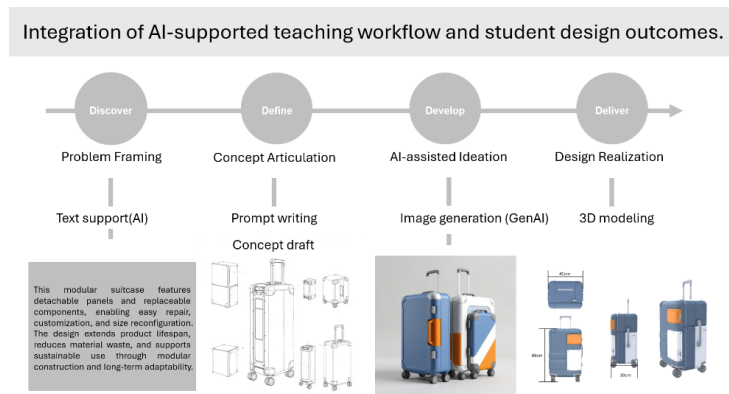 Integration of AI-supported teaching workflow and student design outcomes.
Discover
Define
Develop
Deliver
Problem Framing
Concept Articulation
AI-assisted Ideation
Design Realization
Text support(AI)
Prompt writing
Image generation (GenAI)
3D modeling
Concept draft
This modular suitcase features
detachable panels and replaceable
components, enabling easy repair,
customization, and size reconfiguration.
The design extends product lifespan,
reduces material waste, and supports
sustainable use through modular
construction and long-term adaptability.
40cm